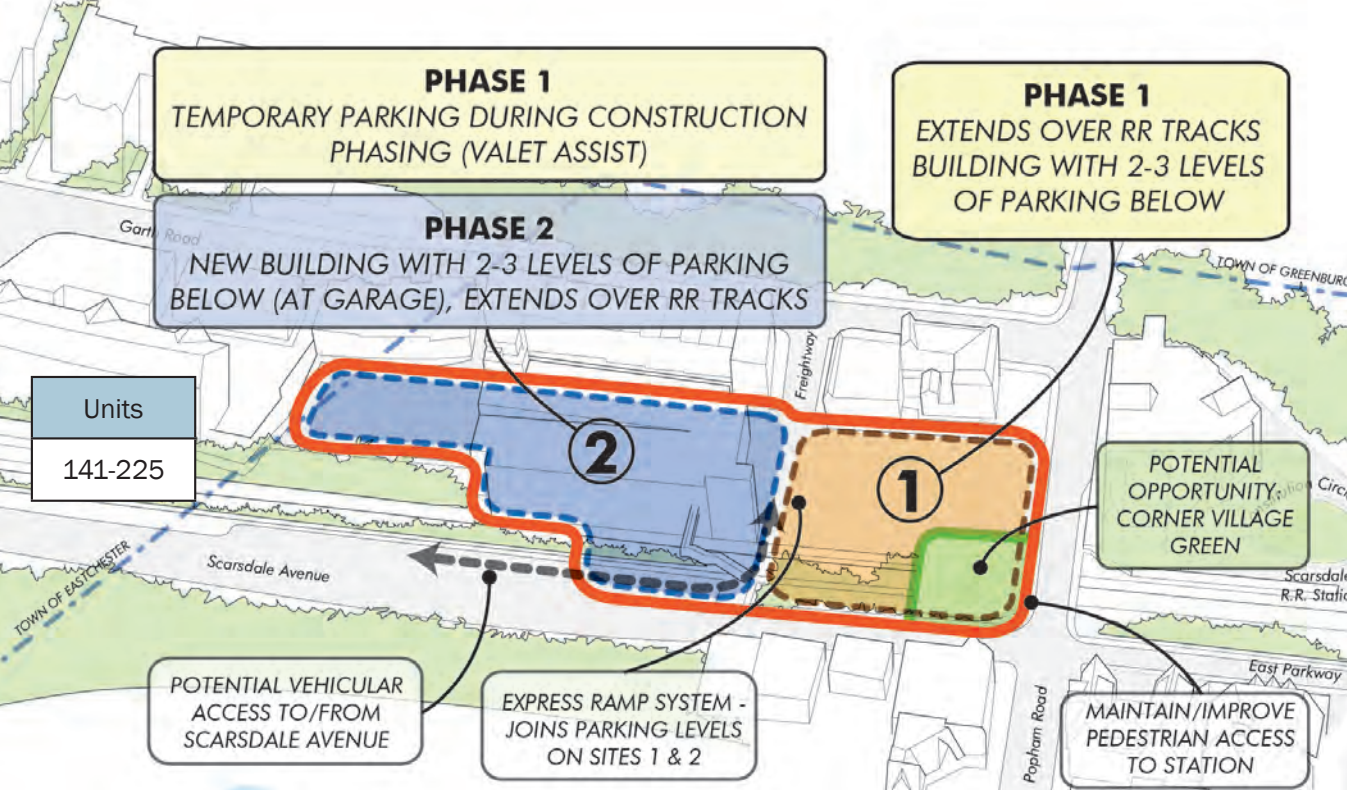 PHASE 1
TEMPORARY PARKING DURING CONSTRUCTION
PHASING (VALET ASSIST)
PHASE 1
EXTENDS OVER RR TRACKS
BUILDING WITH 2-3 LEVELS
OF PARKING BELOW
PHASE 2
NEW BUILDING WITH 2-3 LEVELS OF PARKING
BELOW (AT GARAGE), EXTENDS OVER RR TRACKS
Garth Road
TOWN OF GREENBURG
Freightway
Units
141-225
2
1
POTENTIAL
OPPORTUNITY-
CORNER VILLAGE
GREEN
Circ
Scarsdale Avenue
TOWN OF EASTCHESTER
Scarsdale
R.R. Statio
East Parkway
Popham Road
POTENTIAL VEHICULAR
ACCESS TO/FROM
SCARSDALE AVENUE
EXPRESS RAMP SYSTEM -
JOINS PARKING LEVELS
ON SITES 1 & 2
MAINTAIN/IMPROVE
PEDESTRIAN ACCESS
TO STATION